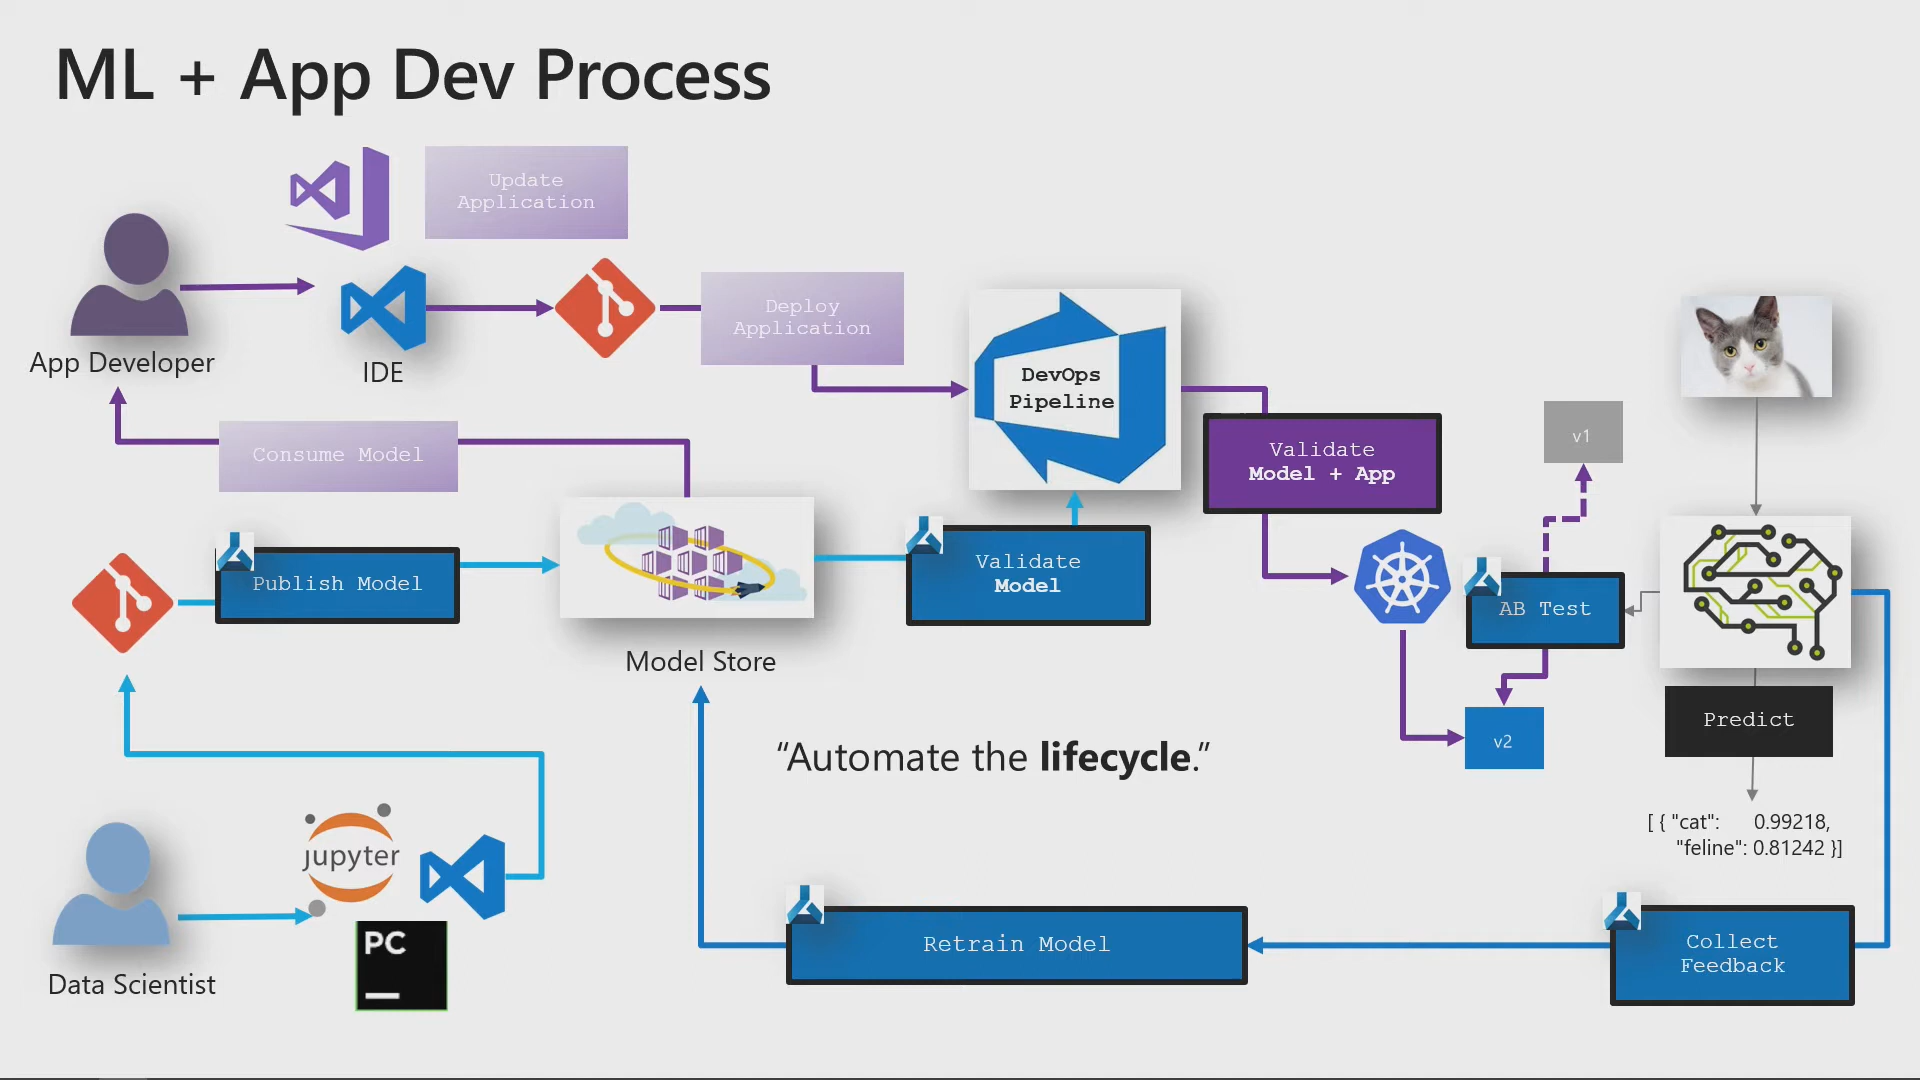 ML + App Dev Process
Update
Application
App Developer
IDE
Deploy
Application
DevOps
Pipeline
Consume Model
Validate
Model + App
v1
Publish Model
Model Store
Validate
Model
AB Test
v2
Predict
[ { "cat": 0.99218,
"feline": 0.81242 }]
“Automate the lifecycle.”
jupyter
PC
Data Scientist
Retrain Model
Collect
Feedback